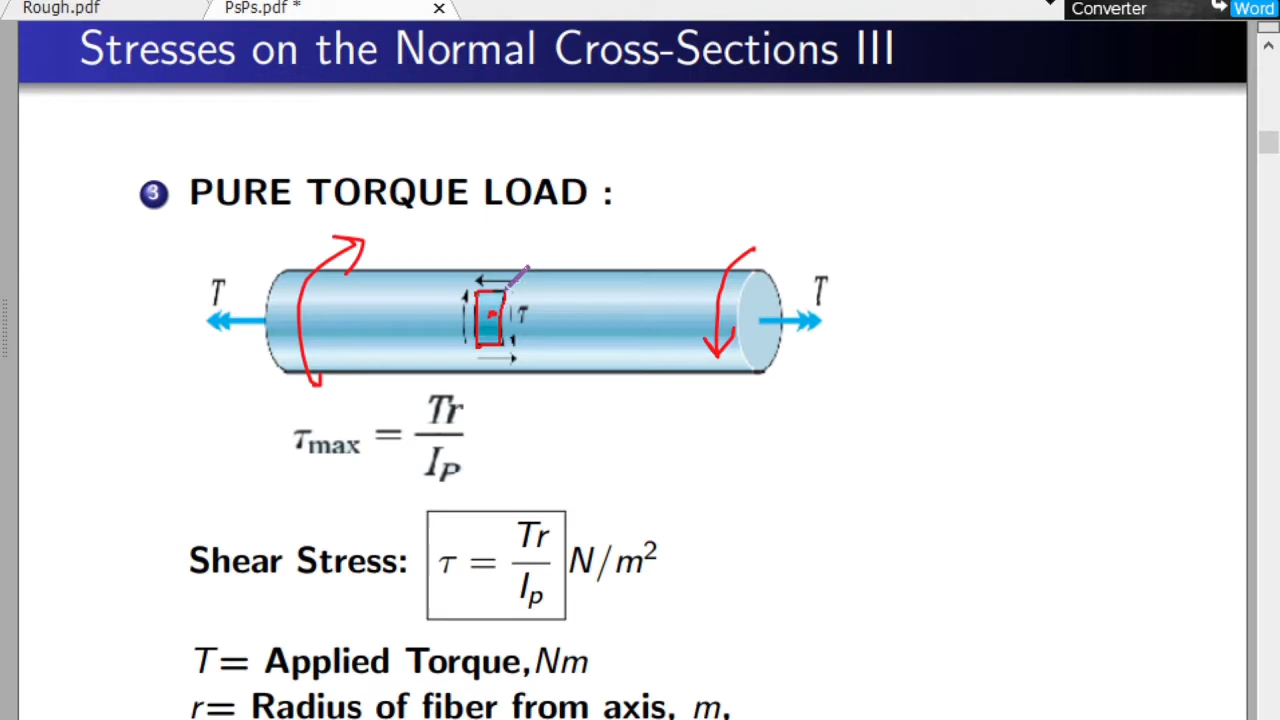 Rough.pdf PsPs.pdf * Converter Word
Stresses on the Normal Cross-Sections III
3 PURE TORQUE LOAD :
T τ T
τmax = Tr/IP
Shear Stress: τ = Tr/Ip N/m²
T= Applied Torque,Nm
r= Radius of fiber from axis, m,